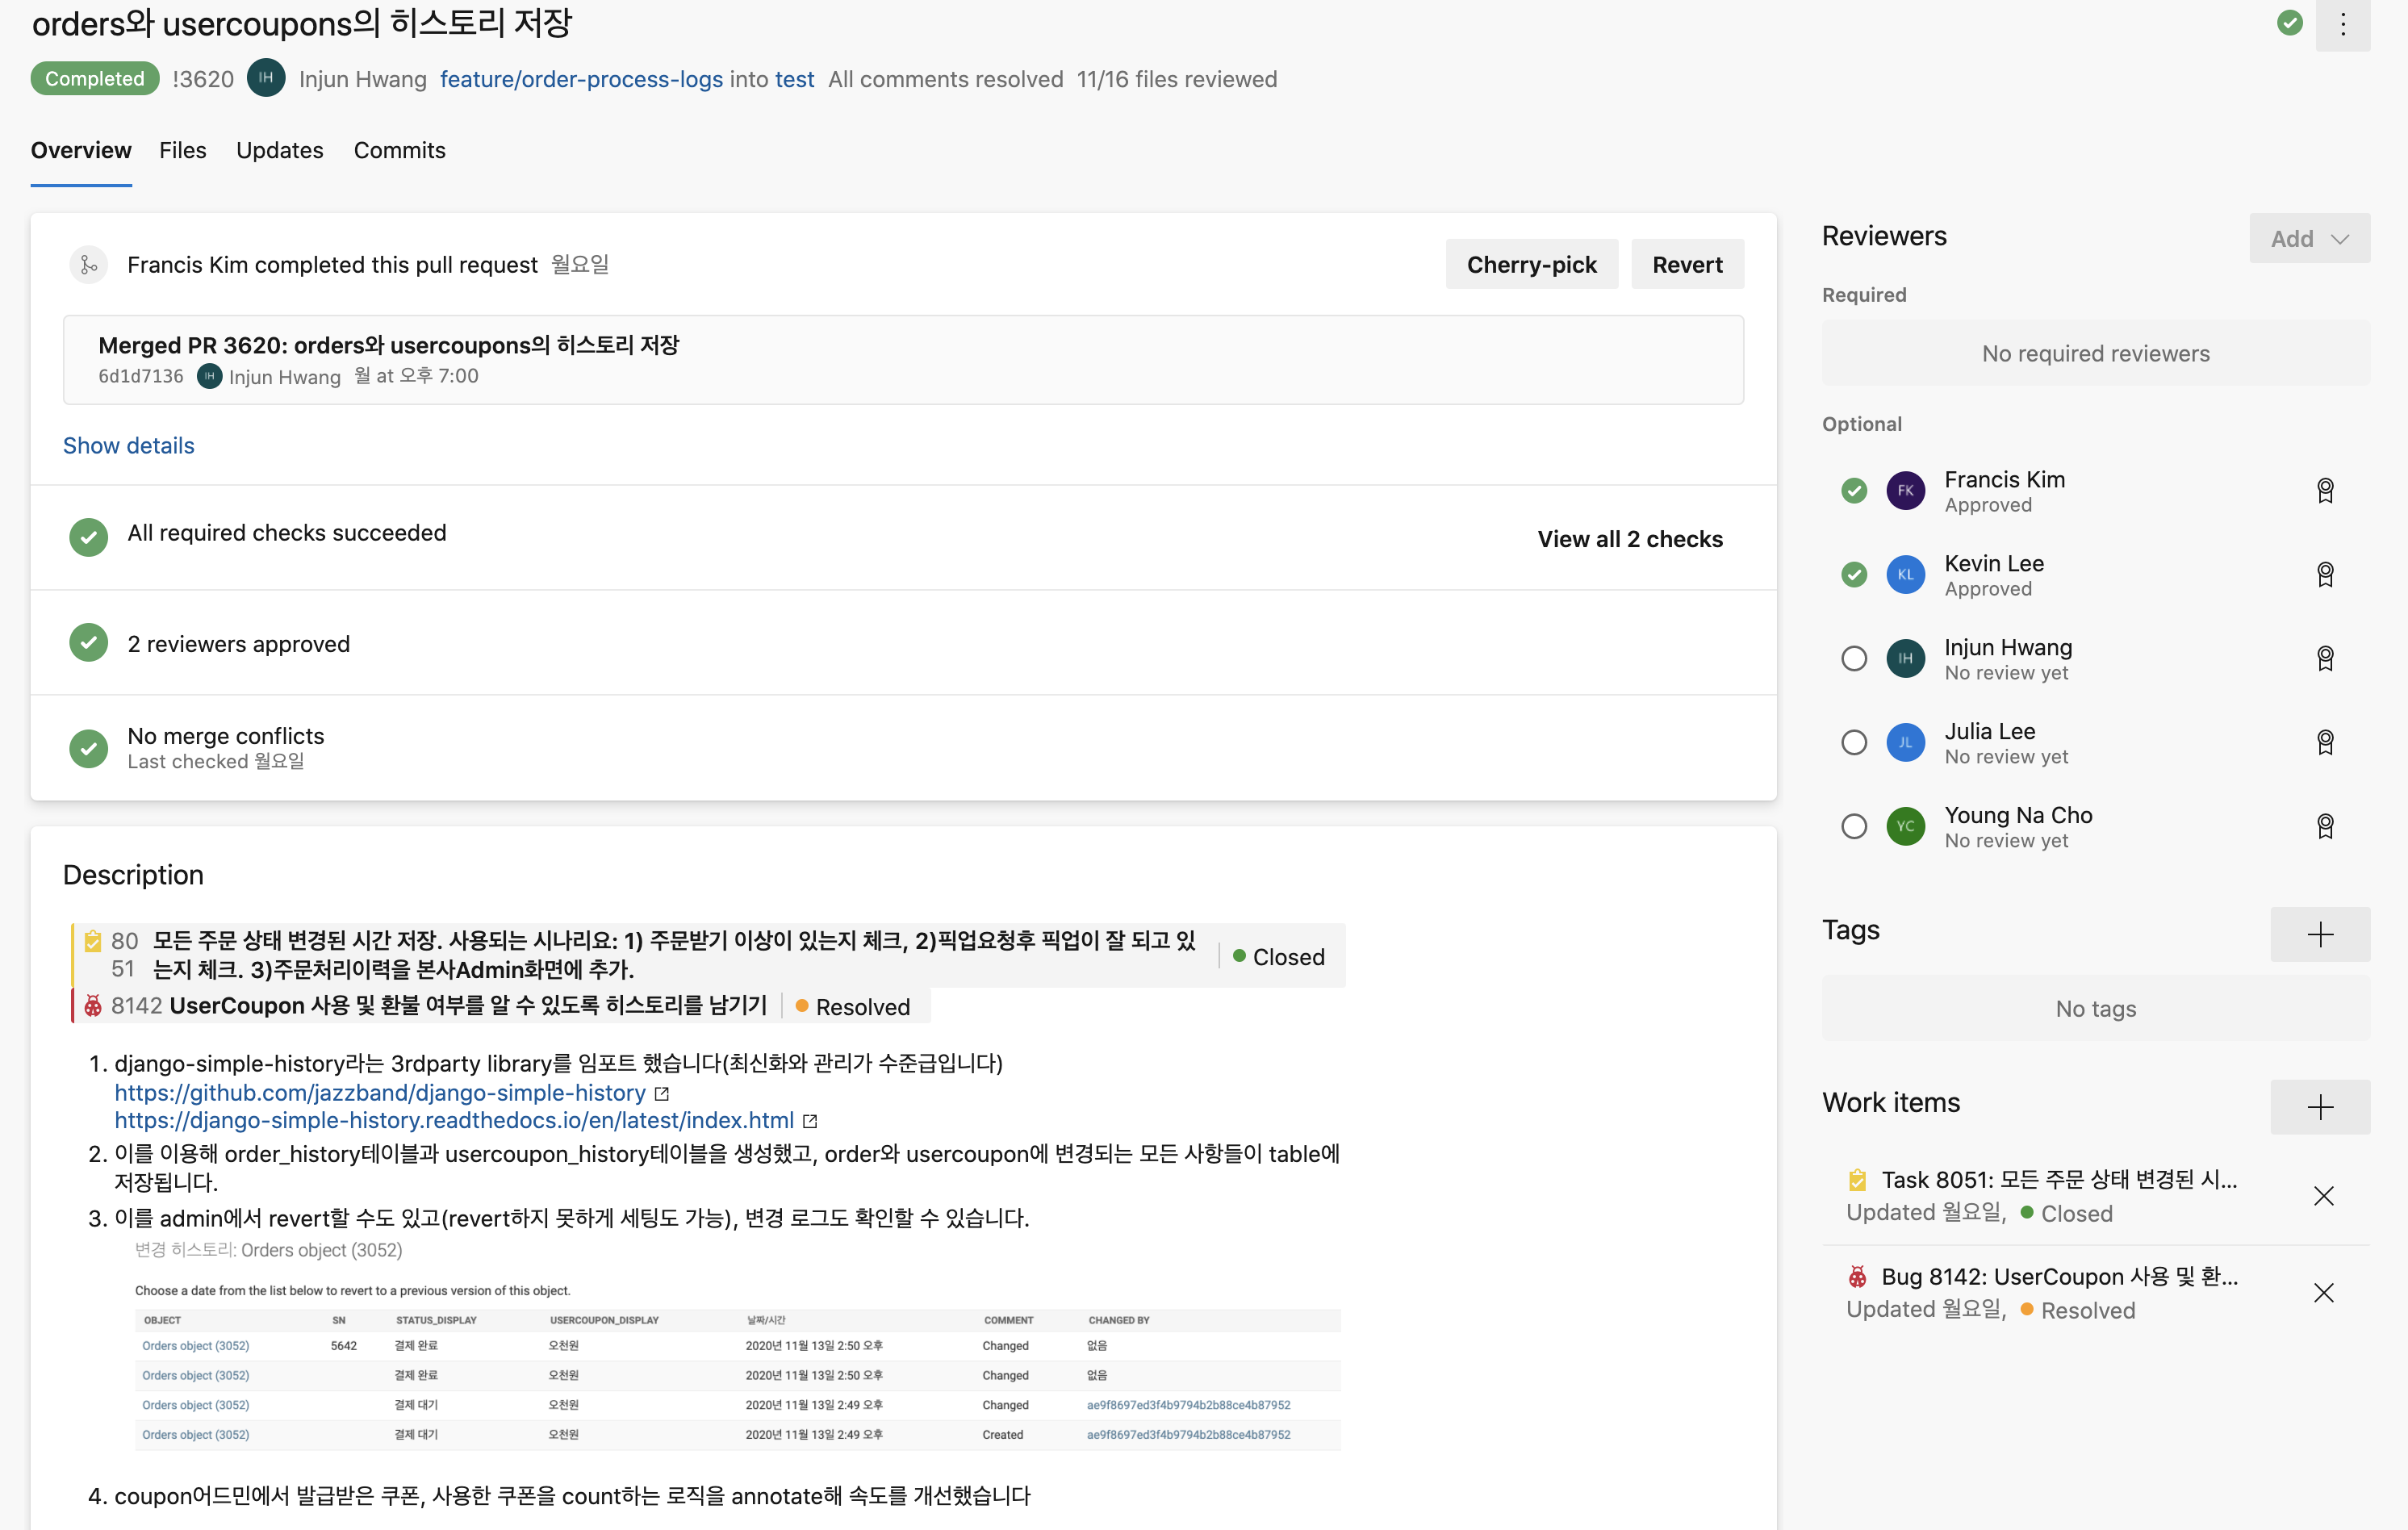 orders와 usercoupons의 히스토리 저장
Completed !3620 IH Injun Hwang feature/order-process-logs into test All comments resolved 11/16 files reviewed
Overview Files Updates Commits
Francis Kim completed this pull request 월요일
Cherry-pick Revert
Merged PR 3620: orders와 usercoupons의 히스토리 저장
6d1d7136 IH Injun Hwang 월 at 오후 7:00
Show details
All required checks succeeded
View all 2 checks
2 reviewers approved
No merge conflicts
Last checked 월요일
Description
8051 모든 주문 상태 변경된 시간 저장. 사용되는 시나리요: 1) 주문받기 이상이 있는지 체크, 2)픽업요청후 픽업이 잘 되고 있
는지 체크. 3)주문처리이력을 본사Admin화면에 추가.
Closed
8142 UserCoupon 사용 및 환불 여부를 알 수 있도록 히스토리를 남기기 Resolved
1. django-simple-history라는 3rdparty library를 임포트 했습니다(최신화와 관리가 수준급입니다)
https://github.com/jazzband/django-simple-history
https://django-simple-history.readthedocs.io/en/latest/index.html
2. 이를 이용해 order_history테이블과 usercoupon_history테이블을 생성했고, order와 usercoupon에 변경되는 모든 사항들이 table에
저장됩니다.
3. 이를 admin에서 revert할 수도 있고(revert하지 못하게 세팅도 가능), 변경 로그도 확인할 수 있습니다.
변경 히스토리: Orders object (3052)
Choose a date from the list below to revert to a previous version of this object.
OBJECT SN STATUS_DISPLAY USERCOUPON_DISPLAY 날짜/시간 COMMENT CHANGED BY
Orders object (3052) 5642 결제 완료 오천원 2020년 11월 13일 2:50 오후 Changed 없음
Orders object (3052) 결제 완료 오천원 2020년 11월 13일 2:50 오후 Changed 없음
Orders object (3052) 결제 대기 오천원 2020년 11월 13일 2:49 오후 Changed ae9f8697ed3f4b9794b2b88ce4b87952
Orders object (3052) 결제 대기 오천원 2020년 11월 13일 2:49 오후 Created ae9f8697ed3f4b9794b2b88ce4b87952
4. coupon어드민에서 발급받은 쿠폰, 사용한 쿠폰을 count하는 로직을 annotate해 속도를 개선했습니다
Reviewers
Add
Required
No required reviewers
Optional
FK Francis Kim
Approved
KL Kevin Lee
Approved
IH Injun Hwang
No review yet
JL Julia Lee
No review yet
YC Young Na Cho
No review yet
Tags
No tags
Work items
Task 8051: 모든 주문 상태 변경된 시...
Updated 월요일, Closed
Bug 8142: UserCoupon 사용 및 환...
Updated 월요일, Resolved